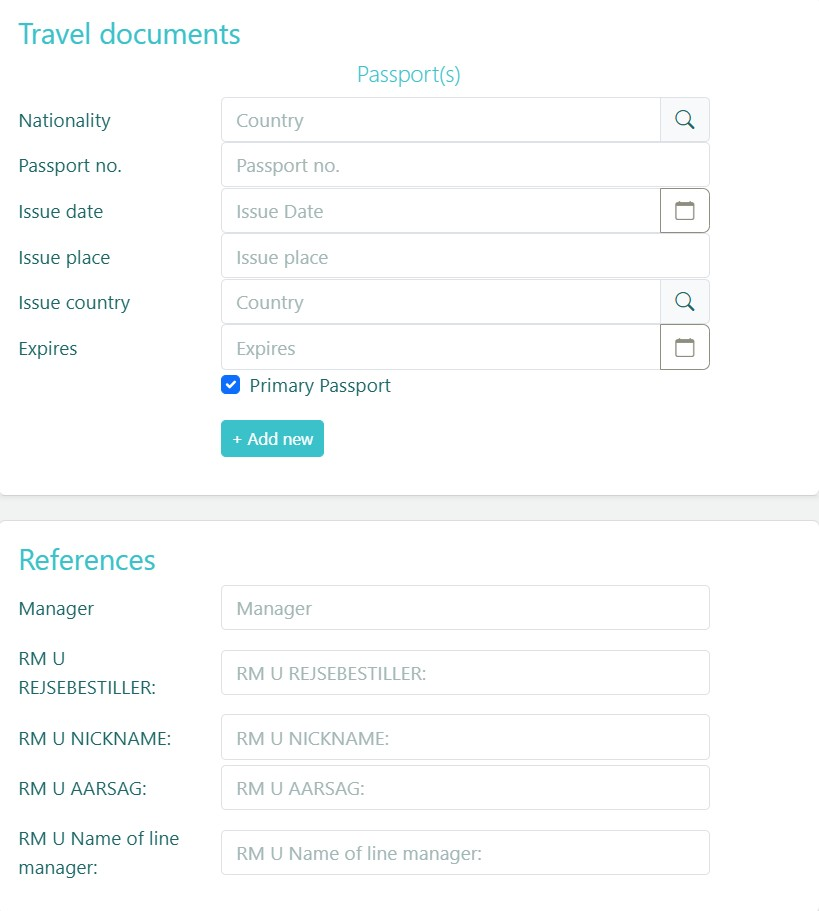 Travel documents
Passport(s)
Nationality Country
Passport no. Passport no.
Issue date Issue Date
Issue place Issue place
Issue country Country
Expires Expires
Primary Passport
+ Add new
References
Manager Manager
RM U
REJSEBESTILLER: RM U REJSEBESTILLER:
RM U NICKNAME: RM U NICKNAME:
RM U AARSAG: RM U AARSAG:
RM U Name of line
manager: RM U Name of line manager: